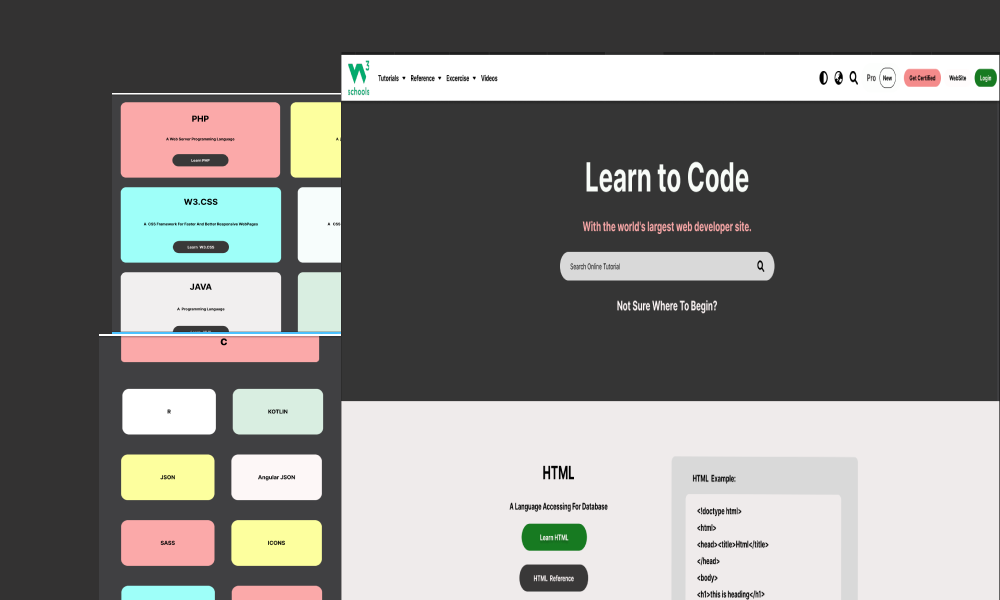 W3
schools
Tutorials
Reference
Excercise
Videos
Pro
New
Get Certified
WebSite
Login
PHP
A Web Server Programming Language
Learn PHP
W3.CSS
A CSS Framework For Faster And Better Responsive WebPages
A CSS
Learn W3.CSS
JAVA
A Programming Language
C
R
KOTLIN
JSON
Angular JSON
SASS
ICONS
Learn to Code
With the world's largest web developer site.
Search Online Tutorial
Not Sure Where To Begin?
HTML
A Language Accessing For Database
Learn HTML
HTML Reference
HTML Example:
<!doctype html>
<html>
<head><title>Html</title>
</head>
<body>
<h1>this is heading</h1>